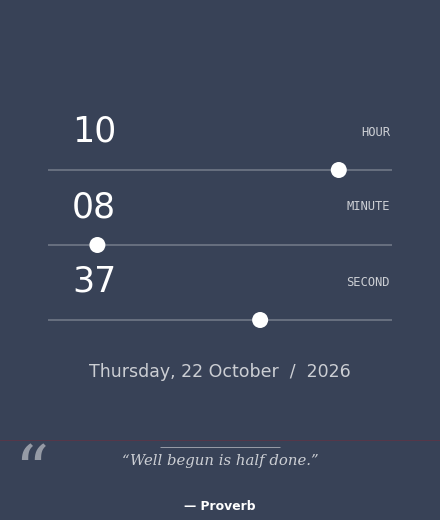 10 HOUR
08 MINUTE
37 SECOND
Thursday, 22 October / 2026
“
“Well begun is half done.”
— Proverb